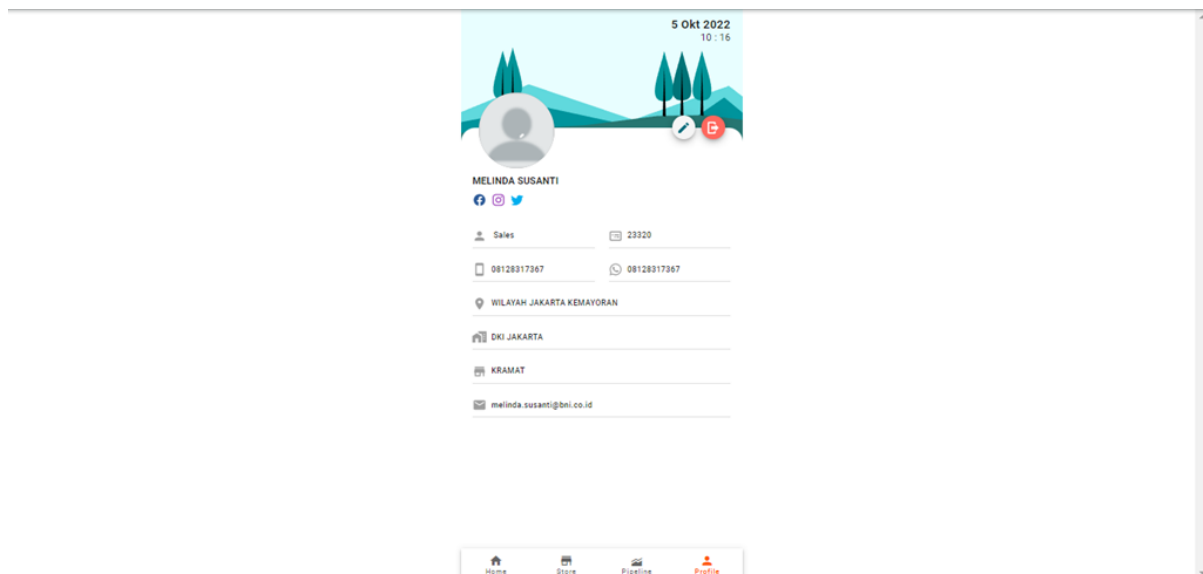 5 Okt 2022
10 : 16
MELINDA SUSANTI
Sales
23320
08128317367
08128317367
WILAYAH JAKARTA KEMAYORAN
DKI JAKARTA
KRAMAT
melinda.susanti@bni.co.id
Home
Store
Pipeline
Profile